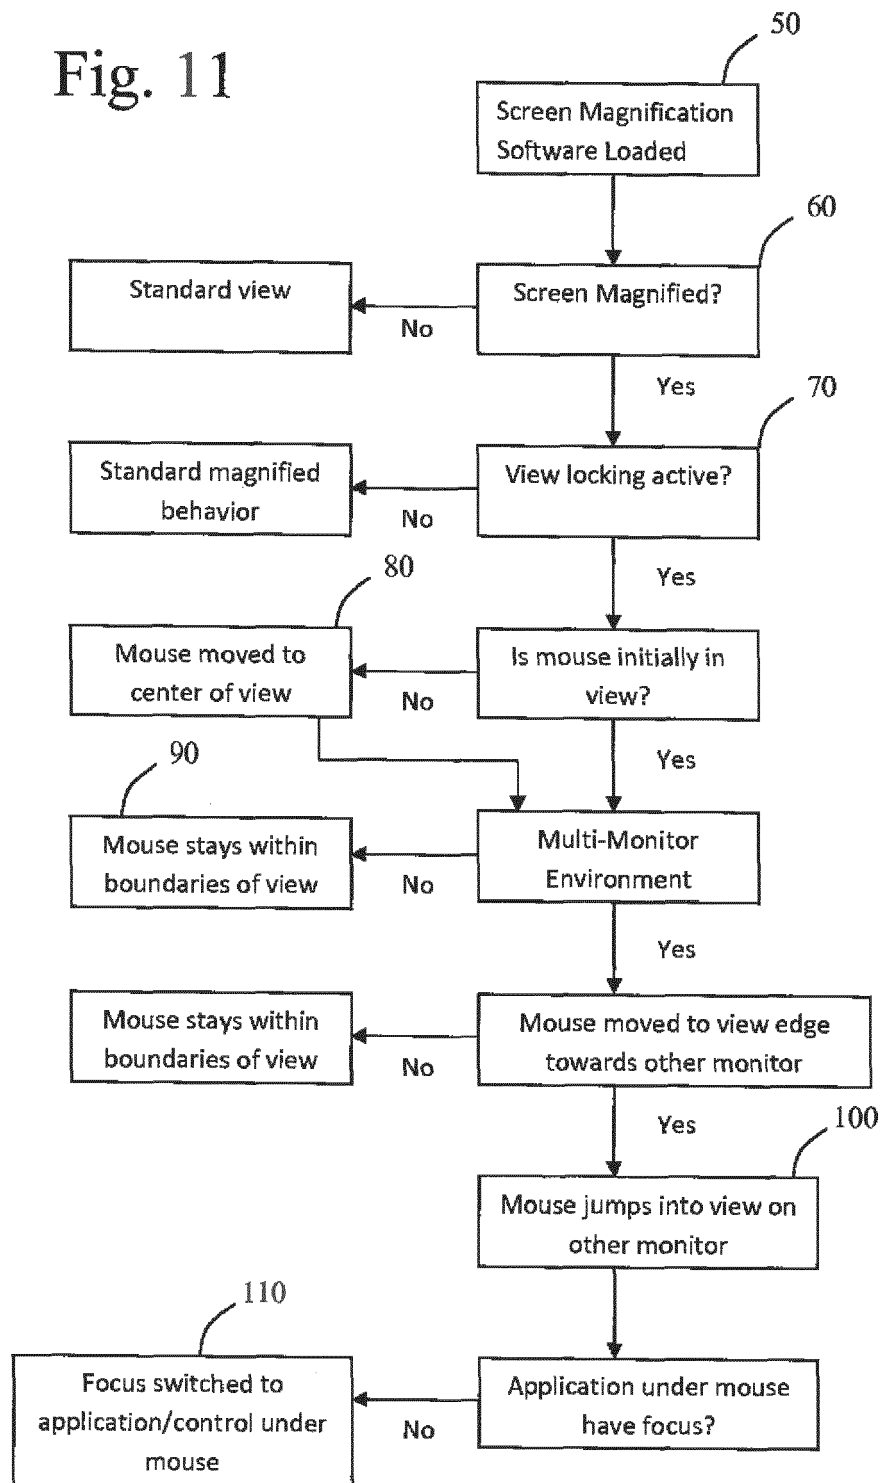 Fig. 11
50
Screen Magnification
Software Loaded
60
Screen Magnified?
Standard view
No
Yes
70
View locking active?
Standard magnified
behavior
No
Yes
80
Is mouse initially in
view?
Mouse moved to
center of view
No
Yes
90
Multi-Monitor
Environment
Mouse stays within
boundaries of view
No
Yes
Mouse moved to view edge
towards other monitor
Mouse stays within
boundaries of view
No
Yes
100
Mouse jumps into view on
other monitor
110
Application under mouse
have focus?
Focus switched to
application/control under
mouse
No